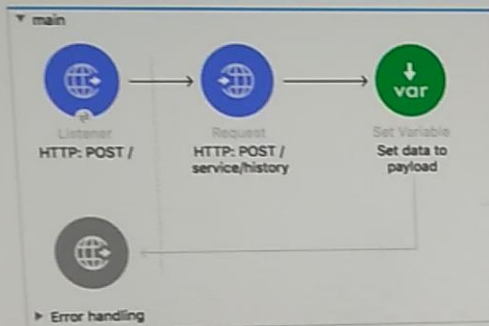 main
Listener
HTTP: POST /
Request
HTTP: POST /
service/history
var
Set Variable
Set data to
payload
Error handling